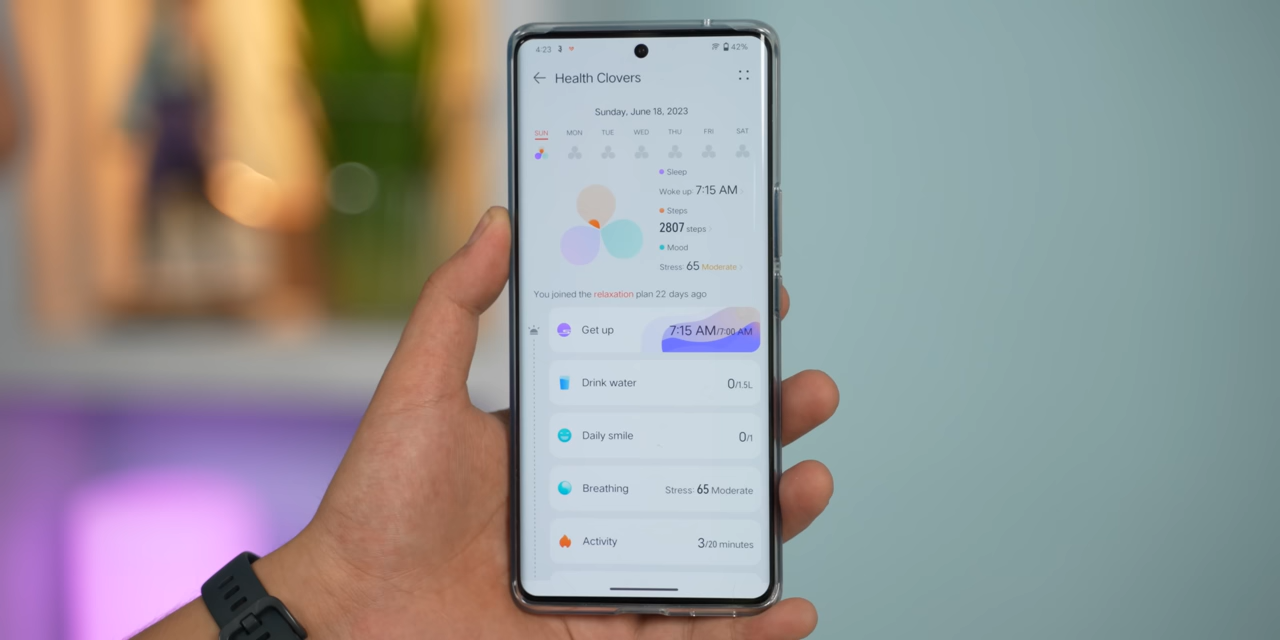 4:23 42%
Health Clovers
Sunday, June 18, 2023
SUN MON TUE WED THU FRI SAT
Sleep
Woke up: 7:15 AM
Steps
2807 steps
Mood
Stress: 65 Moderate
You joined the relaxation plan 22 days ago
Get up 7:15 AM/7:00 AM
Drink water 0/1.5L
Daily smile 0/1
Breathing Stress: 65 Moderate
Activity 3/20 minutes